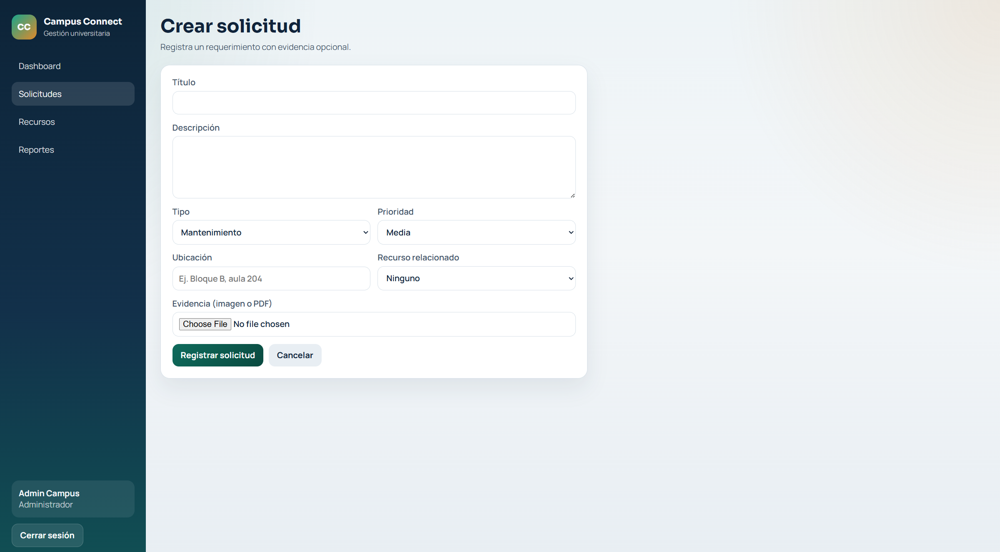 CC
Campus Connect
Gestión universitaria
Dashboard
Solicitudes
Recursos
Reportes
Admin Campus
Administrador
Cerrar sesión
Crear solicitud
Registra un requerimiento con evidencia opcional.
Título
Descripción
Tipo
Prioridad
Mantenimiento
Media
Ubicación
Recurso relacionado
Ej. Bloque B, aula 204
Ninguno
Evidencia (imagen o PDF)
Choose File No file chosen
Registrar solicitud
Cancelar